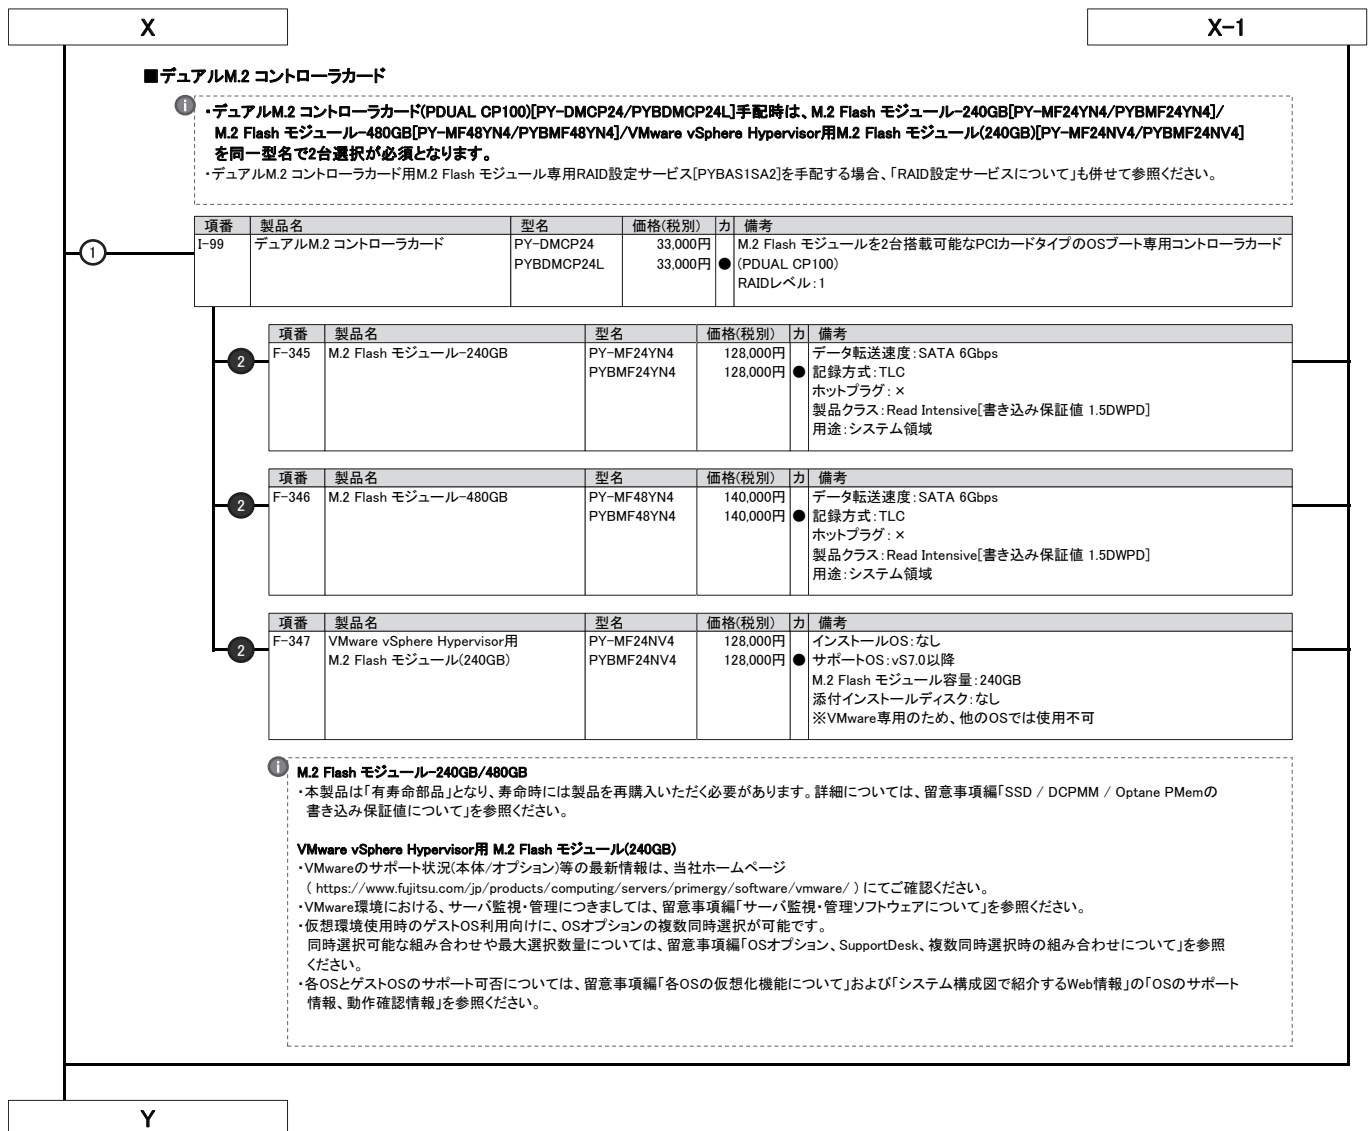 X
X-1
■デュアルM.2 コントローラカード
i
・デュアルM.2 コントローラカード(PDUAL CP100)[PY-DMCP24/PYBDMCP24L]手配時は、M.2 Flash モジュール-240GB[PY-MF24YN4/PYBMF24YN4]/
M.2 Flash モジュール-480GB[PY-MF48YN4/PYBMF48YN4]/VMware vSphere Hypervisor用M.2 Flash モジュール(240GB)[PY-MF24NV4/PYBMF24NV4]
を同一型名で2台選択が必須となります。
・デュアルM.2 コントローラカード用M.2 Flash モジュール専用RAID設定サービス[PYBAS1SA2]を手配する場合、「RAID設定サービスについて」も併せて参照ください。
項番 製品名 型名 価格(税別) カ 備考
1 I-99 デュアルM.2 コントローラカード PY-DMCP24 33,000円 M.2 Flash モジュールを2台搭載可能なPCIカードタイプのOSブート専用コントローラカード
PYBDMCP24L 33,000円 ● (PDUAL CP100)
RAIDレベル:1
項番 製品名 型名 価格(税別) カ 備考
2 F-345 M.2 Flash モジュール-240GB PY-MF24YN4 128,000円 データ転送速度:SATA 6Gbps
PYBMF24YN4 128,000円 ● 記録方式:TLC
ホットプラグ:×
製品クラス:Read Intensive[書き込み保証値 1.5DWPD]
用途:システム領域
項番 製品名 型名 価格(税別) カ 備考
2 F-346 M.2 Flash モジュール-480GB PY-MF48YN4 140,000円 データ転送速度:SATA 6Gbps
PYBMF48YN4 140,000円 ● 記録方式:TLC
ホットプラグ:×
製品クラス:Read Intensive[書き込み保証値 1.5DWPD]
用途:システム領域
項番 製品名 型名 価格(税別) カ 備考
2 F-347 VMware vSphere Hypervisor用 PY-MF24NV4 128,000円 インストールOS:なし
M.2 Flash モジュール(240GB) PYBMF24NV4 128,000円 ● サポートOS:vS7.0以降
M.2 Flash モジュール容量:240GB
添付インストールディスク:なし
※VMware専用のため、他のOSでは使用不可
i
M.2 Flash モジュール-240GB/480GB
・本製品は「有寿命部品」となり、寿命時には製品を再購入いただく必要があります。詳細については、留意事項編「SSD / DCPMM / Optane PMemの
書き込み保証値について」を参照ください。
VMware vSphere Hypervisor用 M.2 Flash モジュール(240GB)
・VMwareのサポート状況(本体/オプション)等の最新情報は、当社ホームページ
( https://www.fujitsu.com/jp/products/computing/servers/primergy/software/vmware/ ) にてご確認ください。
・VMware環境における、サーバ監視・管理につきましては、留意事項編「サーバ監視・管理ソフトウェアについて」を参照ください。
・仮想環境使用時のゲストOS利用向けに、OSオプションの複数同時選択が可能です。
同時選択可能な組み合わせや最大選択数量については、留意事項編「OSオプション、SupportDesk、複数同時選択時の組み合わせについて」を参照
ください。
・各OSとゲストOSのサポート可否については、留意事項編「各OSの仮想化機能について」および「システム構成図で紹介するWeb情報」の「OSのサポート
情報、動作確認情報」を参照ください。
Y